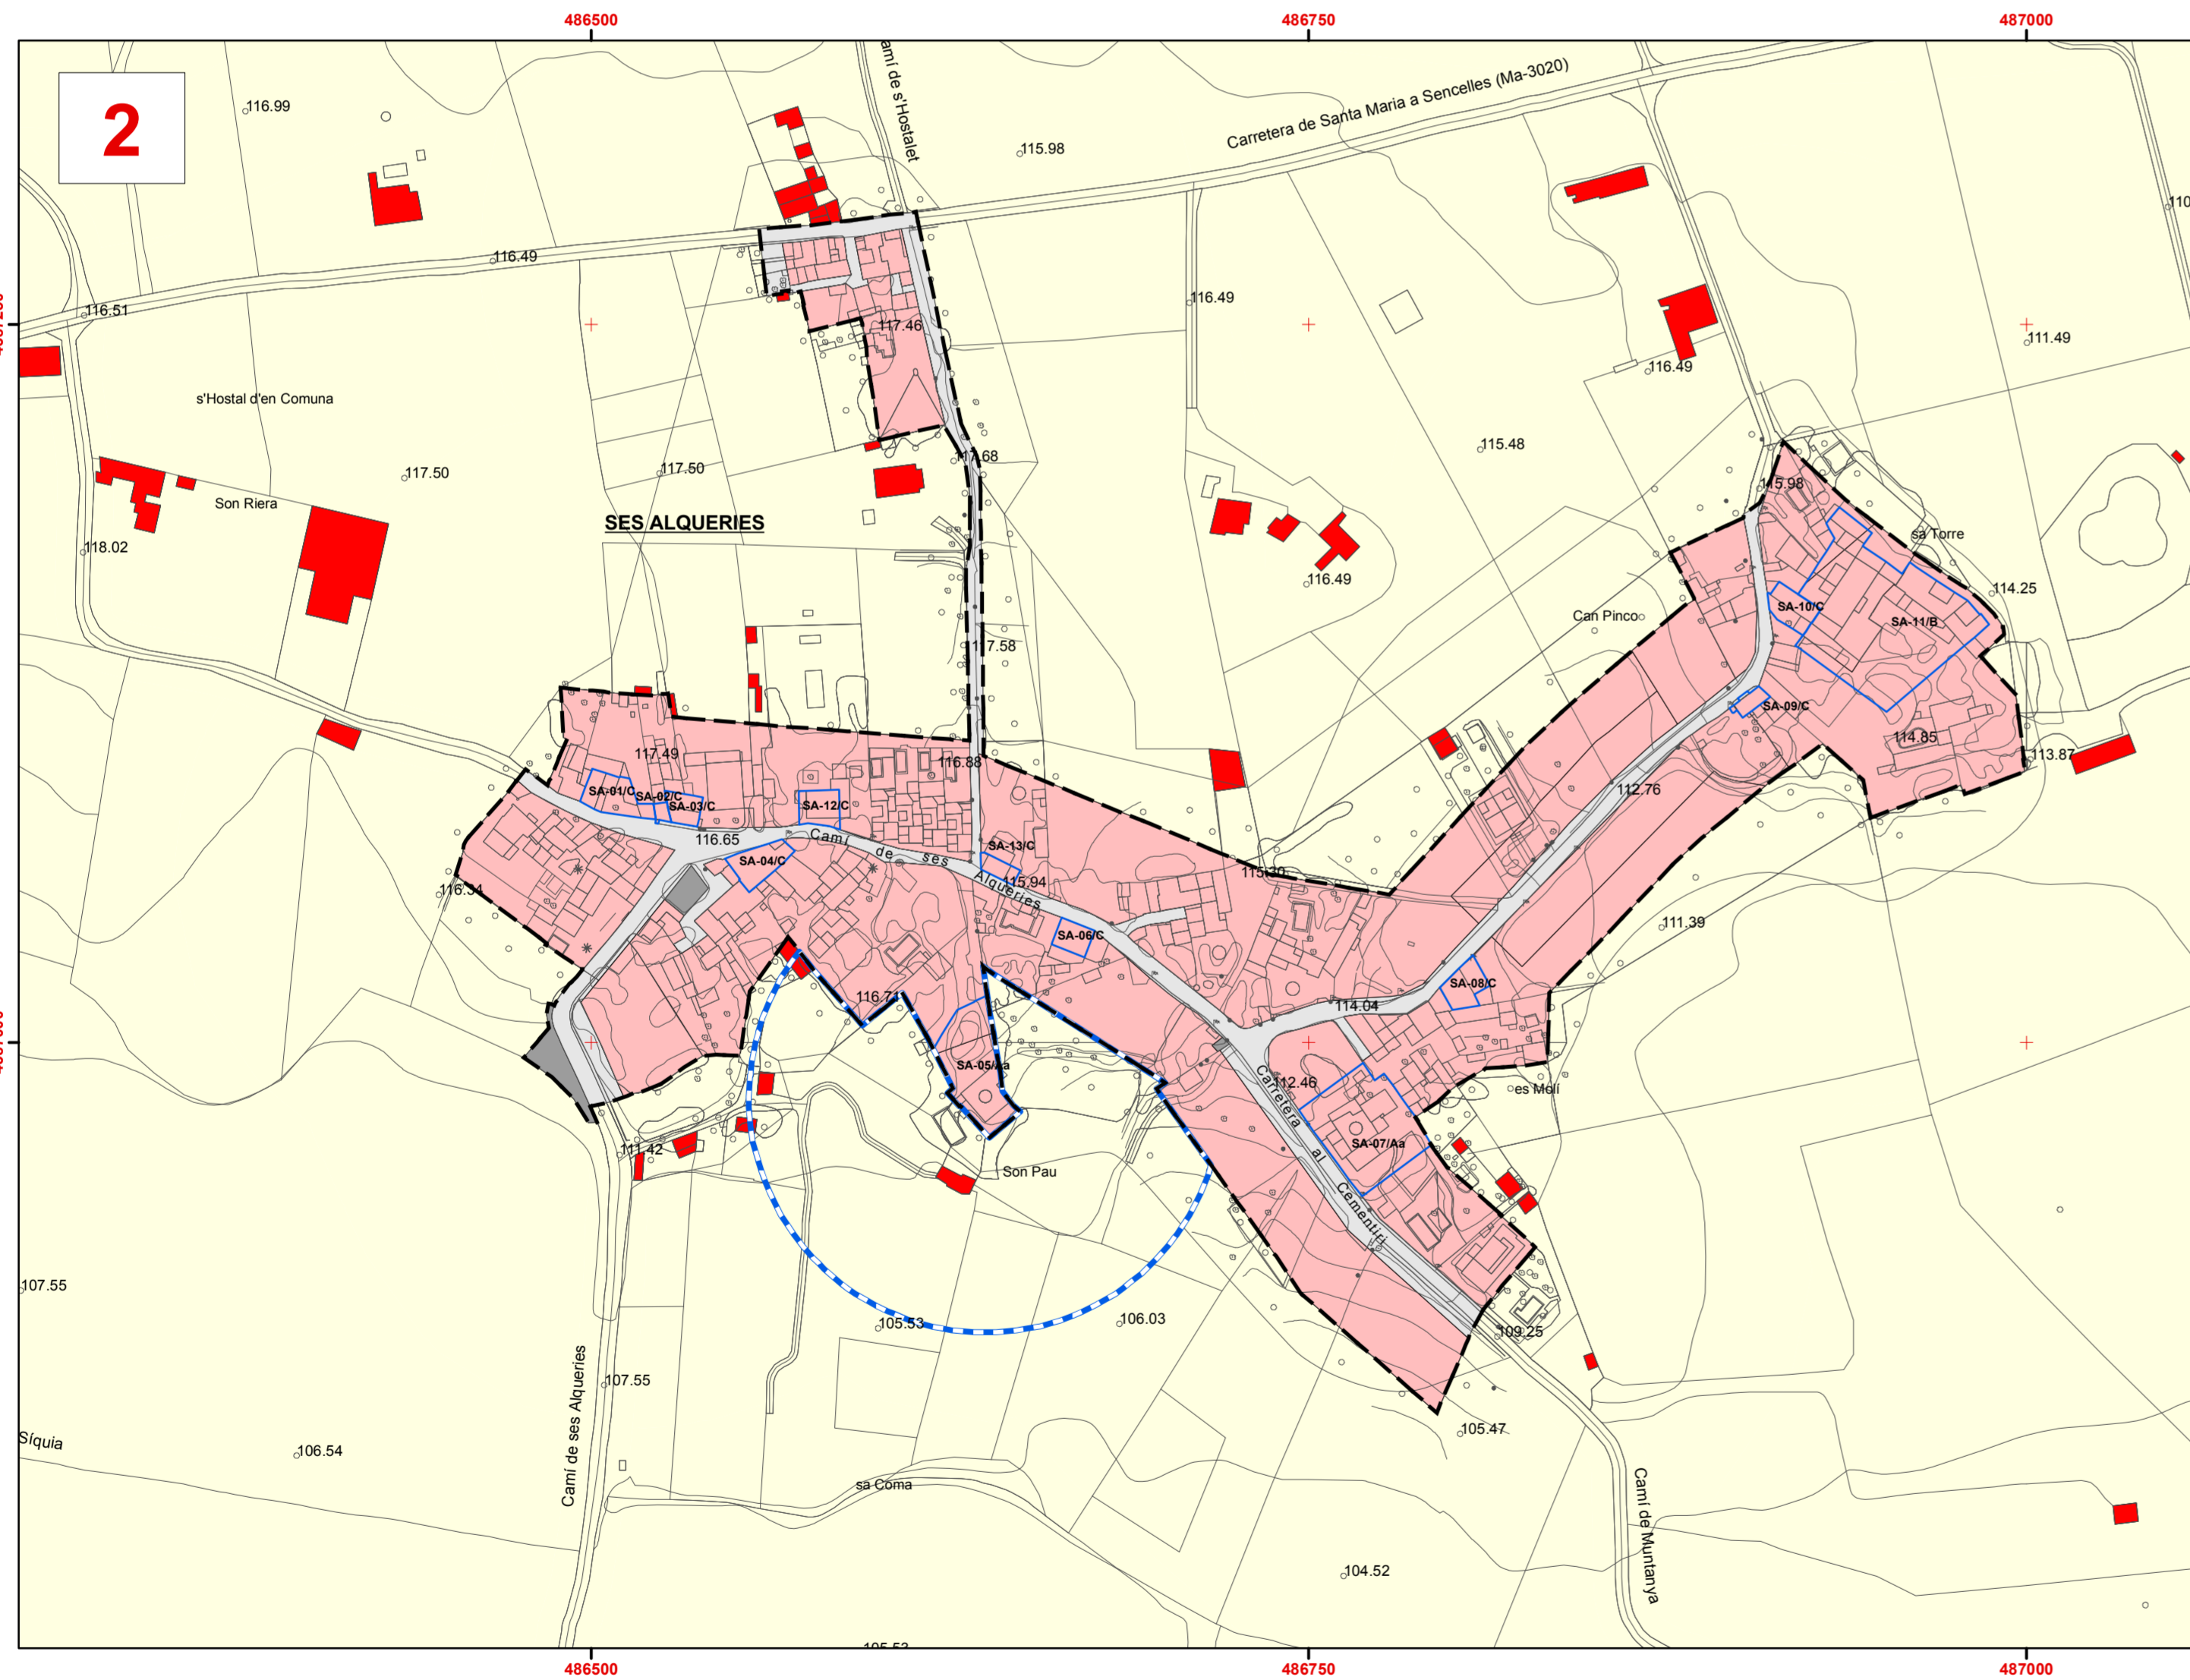 486500
486750
487000
2
116.99
Camí de s'Hostalet
115.98
Carretera de Santa Maria a Sencelles (Ma-3020)
116.49
116.51
116.49
117.46
111.49
116.49
s'Hostal d'en Comuna
115.48
117.50
117.50
117.68
115.98
Son Riera
SES ALQUERIES
118.02
sa Torre
116.49
114.25
SA-10/C
Can Pinco
SA-11/B
117.58
SA-09/C
114.85
117.49
113.87
116.88
SA-01/C
SA-02/C
SA-03/C
SA-12/C
112.76
116.65
Camí de ses Alqueries
SA-13/C
SA-04/C
115.30
115.94
116.34
111.39
SA-06/C
SA-08/C
116.71
114.04
SA-05/Aa
112.46
es Molí
Carretera al Cementiri
SA-07/Aa
111.42
Son Pau
107.55
105.53
106.03
109.25
Camí de ses Alqueries
107.55
105.47
Síquia
106.54
sa Coma
Camí de Muntanya
104.52
486500
486750
487000